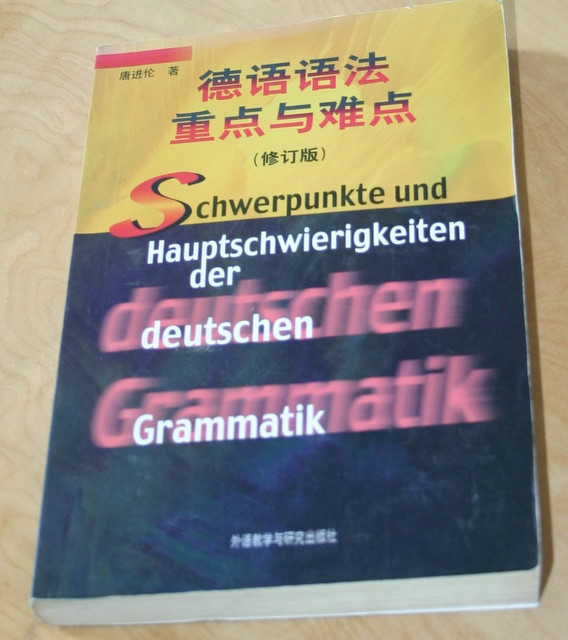 唐进伦 著
德语语法
重点与难点
（修订版）
Schwerpunkte und
Hauptschwierigkeiten
der
deutschen
deutschen
Grammatik
Grammatik
外语教学与研究出版社